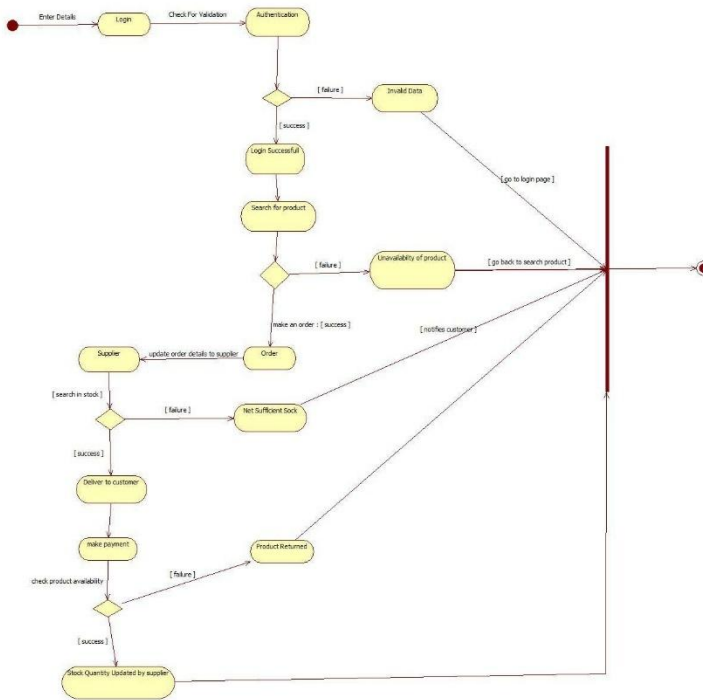 Enter Details
Login
Check For Validation
Authentication
[ failure ]
Invalid Data
[ success ]
Login Successfull
[ go to login page ]
Search for product
[ failure ]
Unavailability of product
[ go back to search product ]
make an order : [ success ]
[ notifies customer ]
Supplier
update order details to supplier
Order
[ search in stock ]
[ failure ]
Not Sufficient Sock
[ success ]
Deliver to customer
make payment
Product Returned
check product availability
[ failure ]
[ success ]
Stock Quantity Updated by supplier